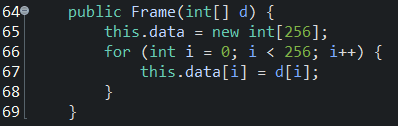 64 public Frame(int[] d) {
65 this.data = new int[256];
66 for (int i = 0; i < 256; i++) {
67 this.data[i] = d[i];
68 }
69 }